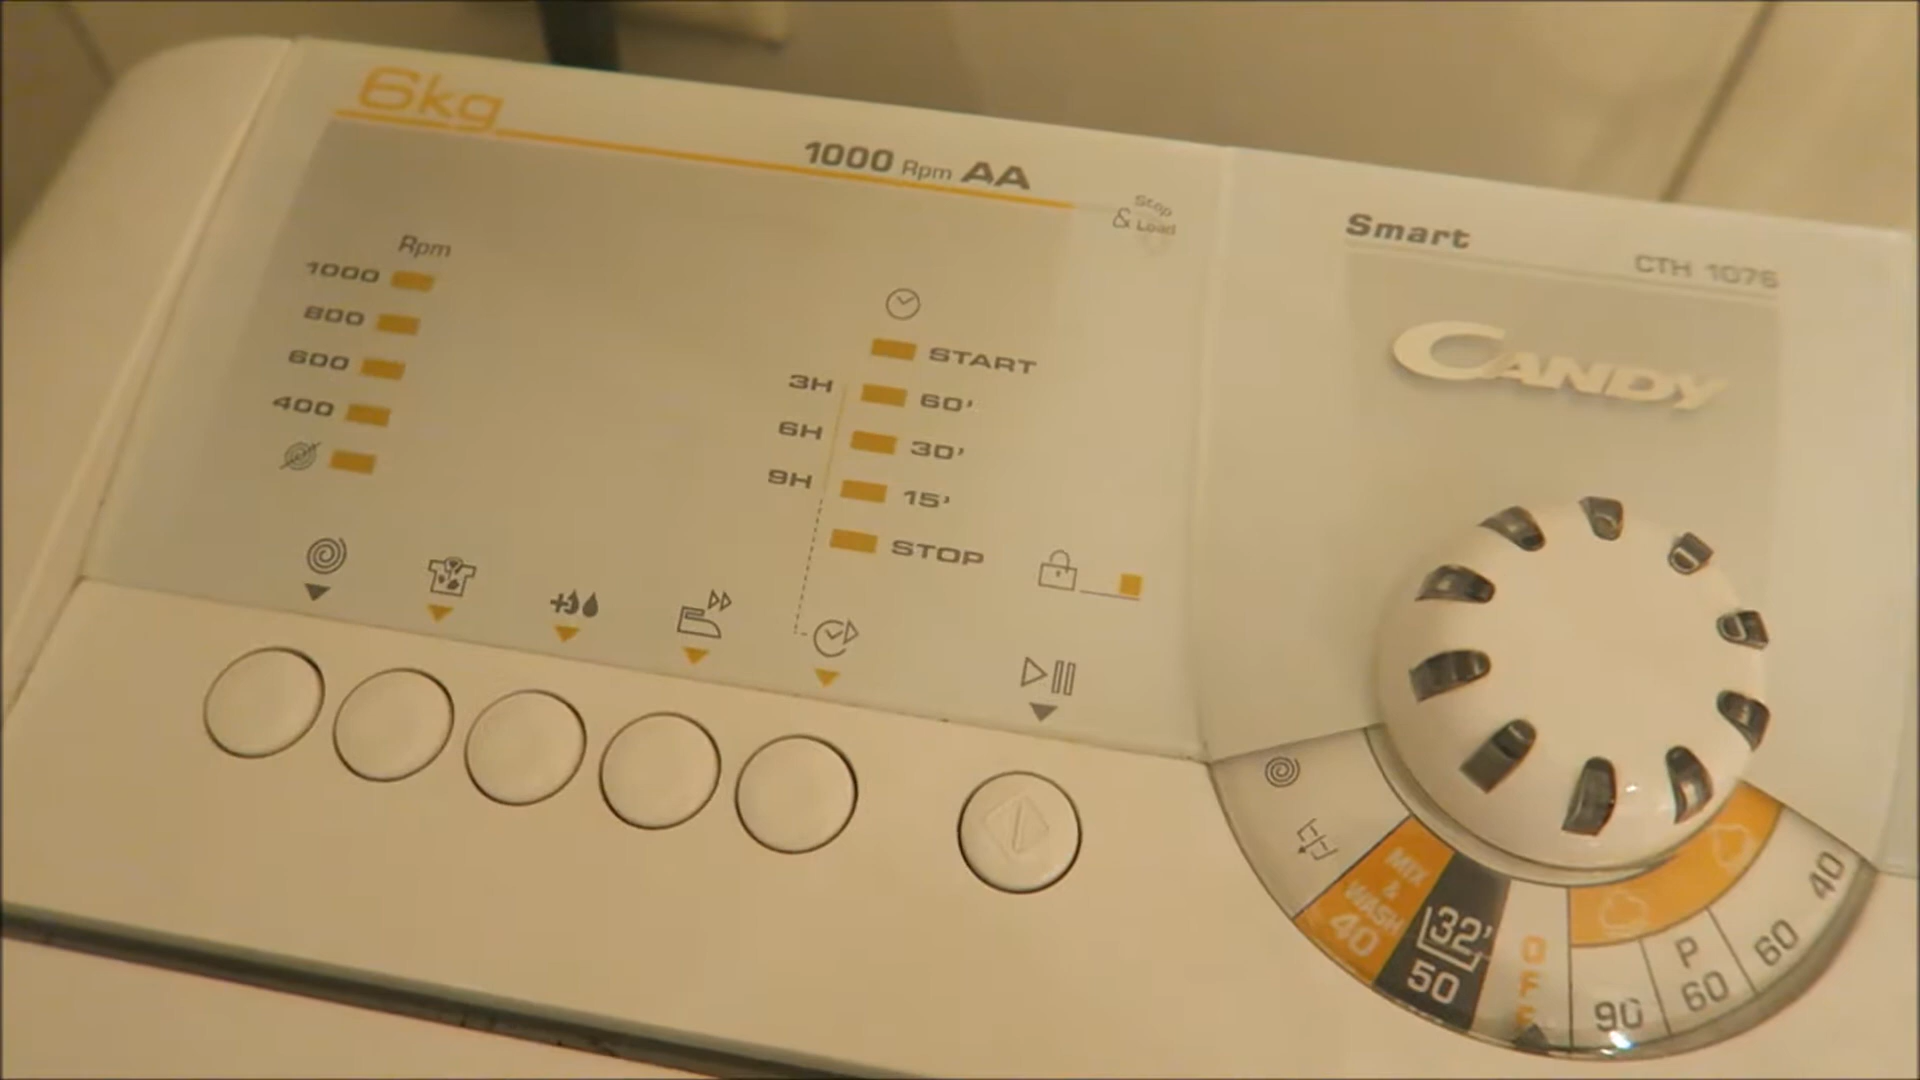 6kg
1000 Rpm AA
Stop
& Load
Smart
CTH 1076
CANDY
Rpm
1000
800
600
400
START
3H 60'
6H 30'
9H 15'
STOP
MIX
&
WASH
40
32'
50
OFF
90
P
60
60
40